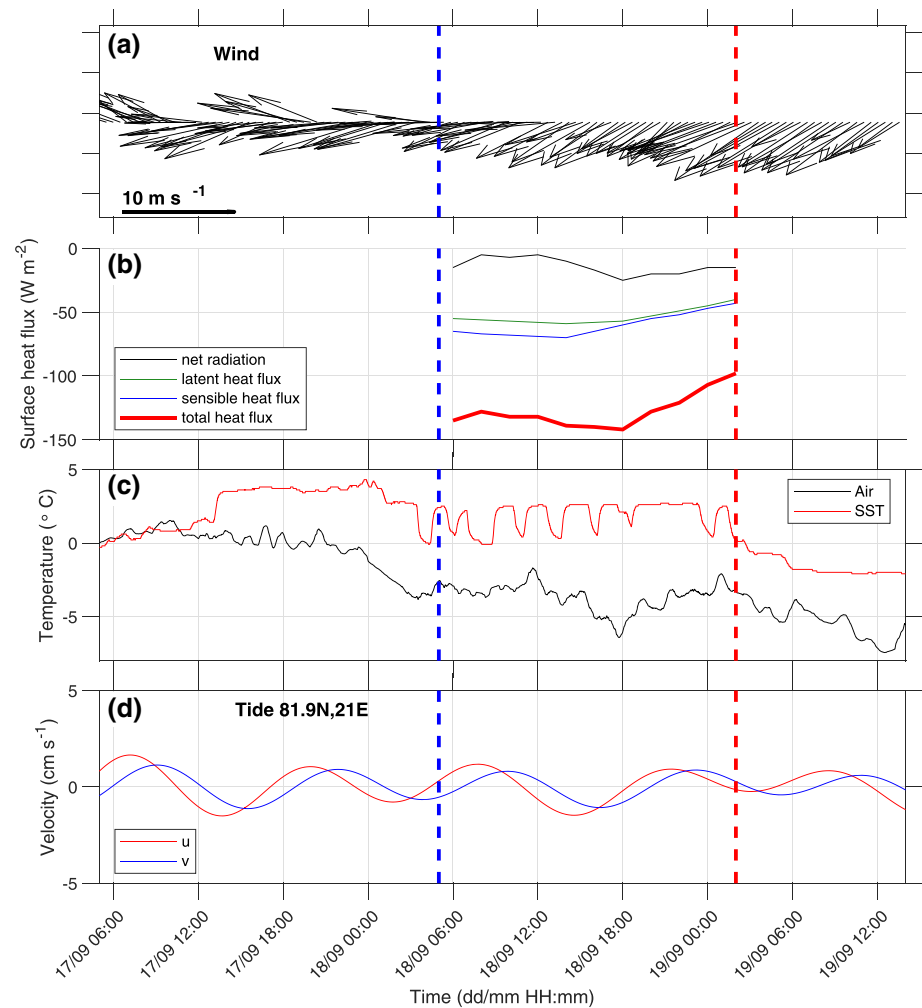 (a)
Wind
10 m s -1
Surface heat flux (W m-2)
0
-50
-100
-150
(b)
net radiation
latent heat flux
sensible heat flux
total heat flux
Temperature (° C)
5
0
-5
(c)
Air
SST
Velocity (cm s-1)
5
0
-5
(d)
Tide 81.9N,21E
u
v
17/09 06:00
17/09 12:00
17/09 18:00
18/09 00:00
18/09 06:00
18/09 12:00
18/09 18:00
19/09 00:00
19/09 06:00
19/09 12:00
Time (dd/mm HH:mm)